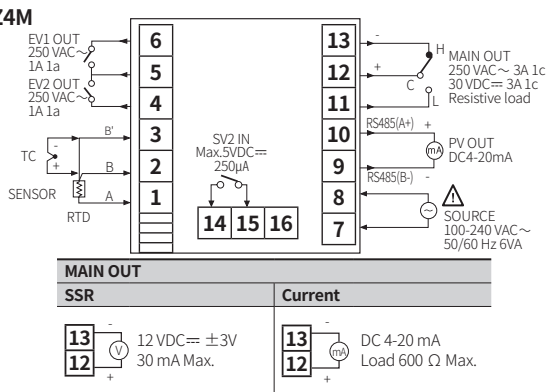 Z4M
EV1 OUT
250 VAC～
1A 1a
EV2 OUT
250 VAC～
1A 1a
6
5
4
B'
3
TC
-
+
B
2
SENSOR
A
1
RTD
SV2 IN
Max.5VDC⎓
250μA
14 15 16
13
-
H
12
+
C
11
L
MAIN OUT
250 VAC～ 3A 1c
30 VDC⎓ 3A 1c
Resistive load
10
RS485(A+) +
mA
PV OUT
DC4-20mA
9
RS485(B-) -
8
7
SOURCE
100-240 VAC～
50/60 Hz 6VA
MAIN OUT
SSR
Current
13
-
12
+
V
12 VDC⎓ ±3V
30 mA Max.
13
-
12
+
mA
DC 4-20 mA
Load 600 Ω Max.